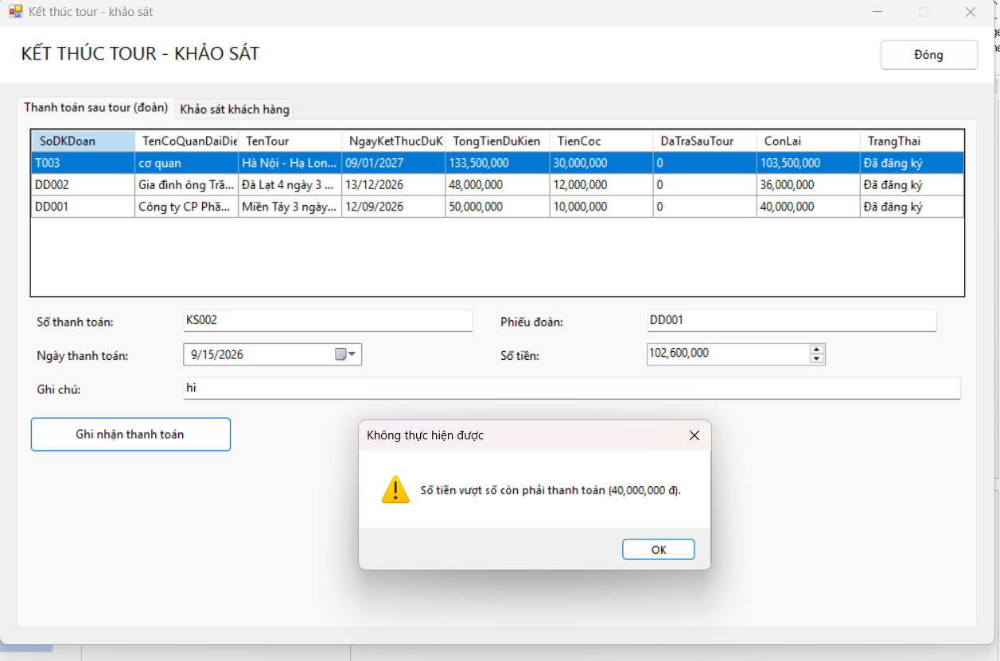 Kết thúc tour - khảo sát
KẾT THÚC TOUR - KHẢO SÁT
Đóng
Thanh toán sau tour (đoàn) Khảo sát khách hàng
SoDKDoan TenCoQuanDaiDie TenTour NgayKetThucDuK TongTienDuKien TienCoc DaTraSauTour ConLai TrangThai
T003 cơ quan Hà Nội - Hạ Lon... 09/01/2027 133,500,000 30,000,000 0 103,500,000 Đã đăng ký
DD002 Gia đình ông Trầ... Đà Lạt 4 ngày 3 ... 13/12/2026 48,000,000 12,000,000 0 36,000,000 Đã đăng ký
DD001 Công ty CP Phầ... Miền Tây 3 ngày... 12/09/2026 50,000,000 10,000,000 0 40,000,000 Đã đăng ký
Số thanh toán: KS002 Phiếu đoàn: DD001
Ngày thanh toán: 9/15/2026 Số tiền: 102,600,000
Ghi chú: hi
Ghi nhận thanh toán
Không thực hiện được
Số tiền vượt số còn phải thanh toán (40,000,000 đ).
OK